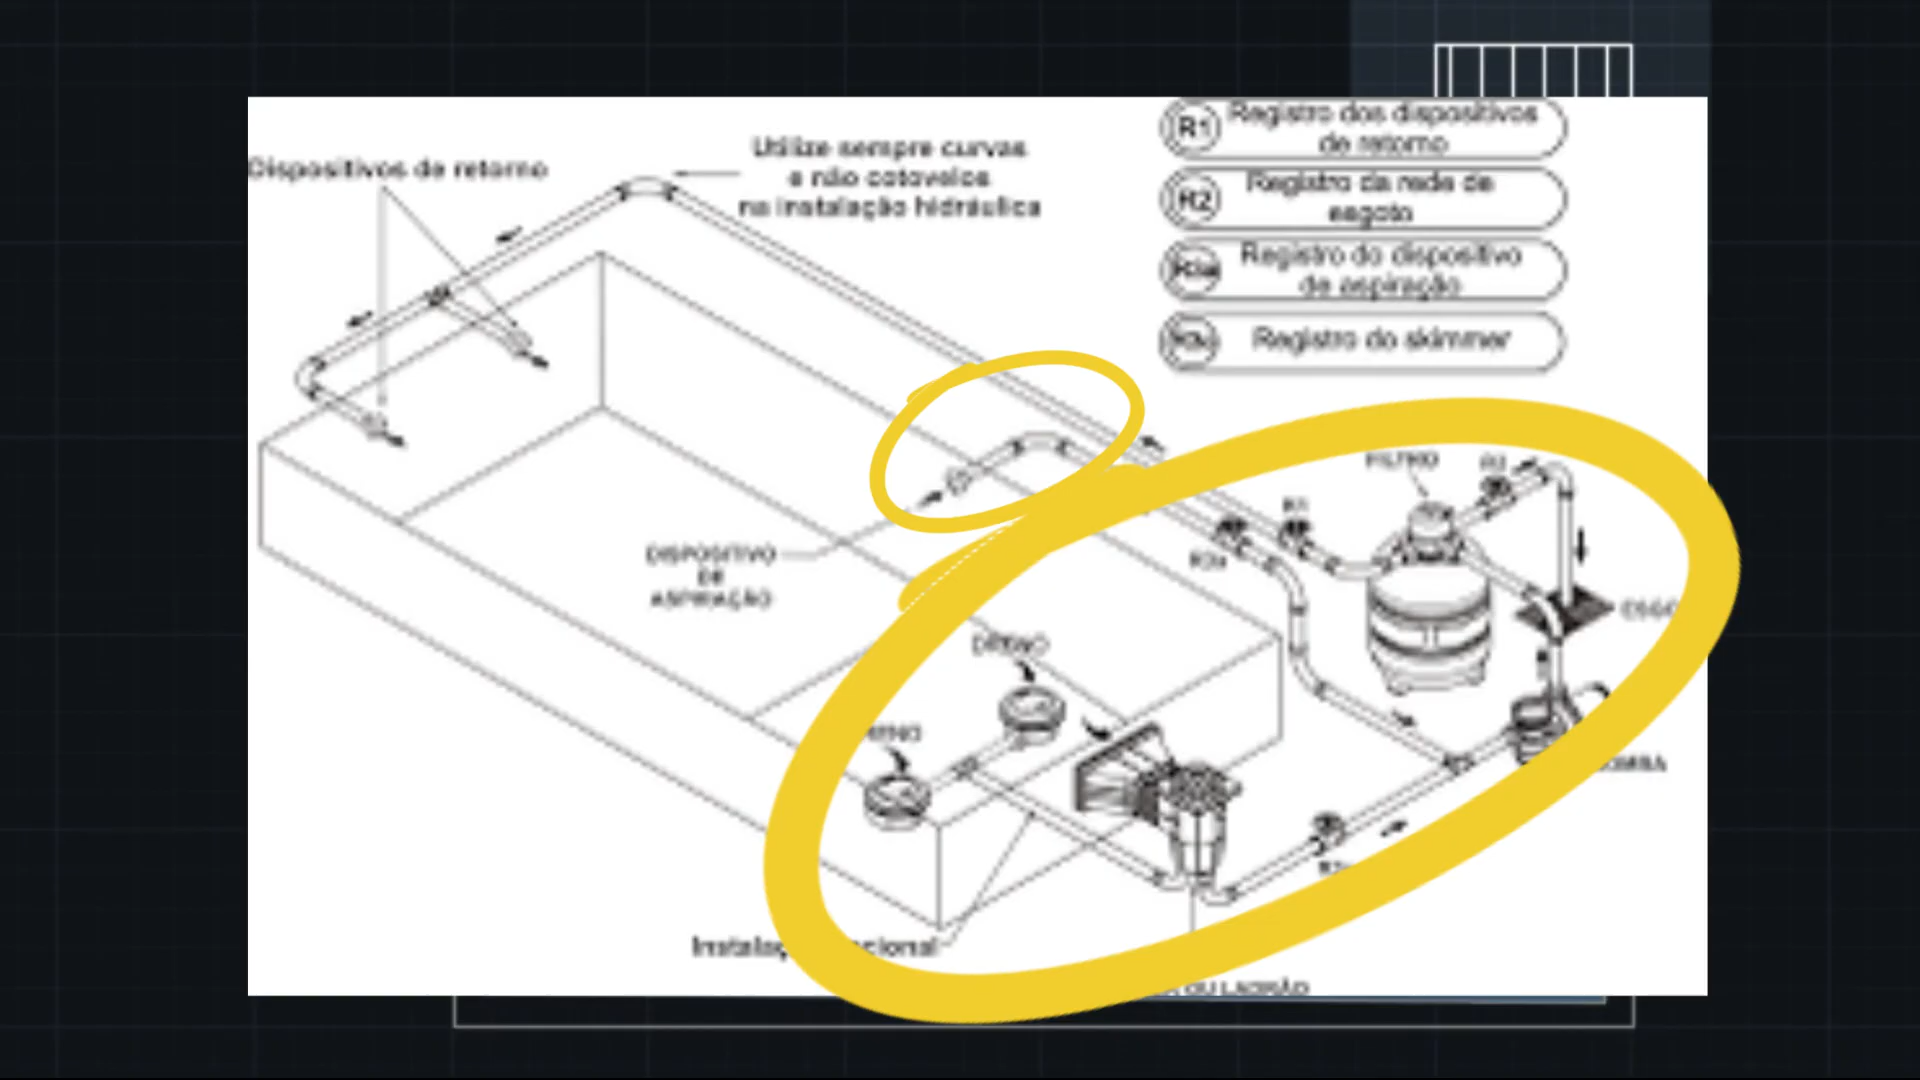 Dispositivos de retorno
Utilize sempre curvas
e não cotovelos
na instalação hidráulica
R1 Registro dos dispositivos
de retorno
R2 Registro da rede de
esgoto
Registro do dispositivo
de aspiração
Registro do skimmer
FILTRO
R2
R1
DISPOSITIVO
DE
ASPIRAÇÃO
DRENO
OU LADRÃO